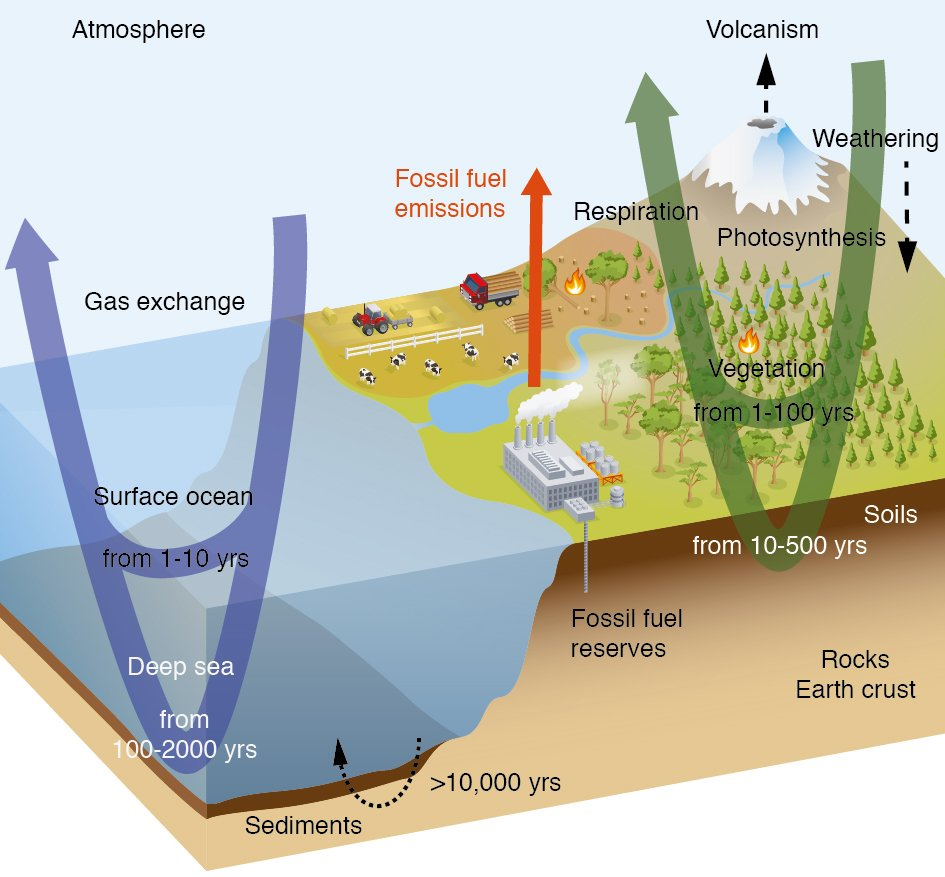 Atmosphere
Volcanism
Weathering
Fossil fuel
emissions
Respiration
Photosynthesis
Gas exchange
Vegetation
from 1-100 yrs
Surface ocean
from 1-10 yrs
Soils
from 10-500 yrs
Fossil fuel
reserves
Deep sea
Rocks
Earth crust
from
100-2000 yrs
>10,000 yrs
Sediments